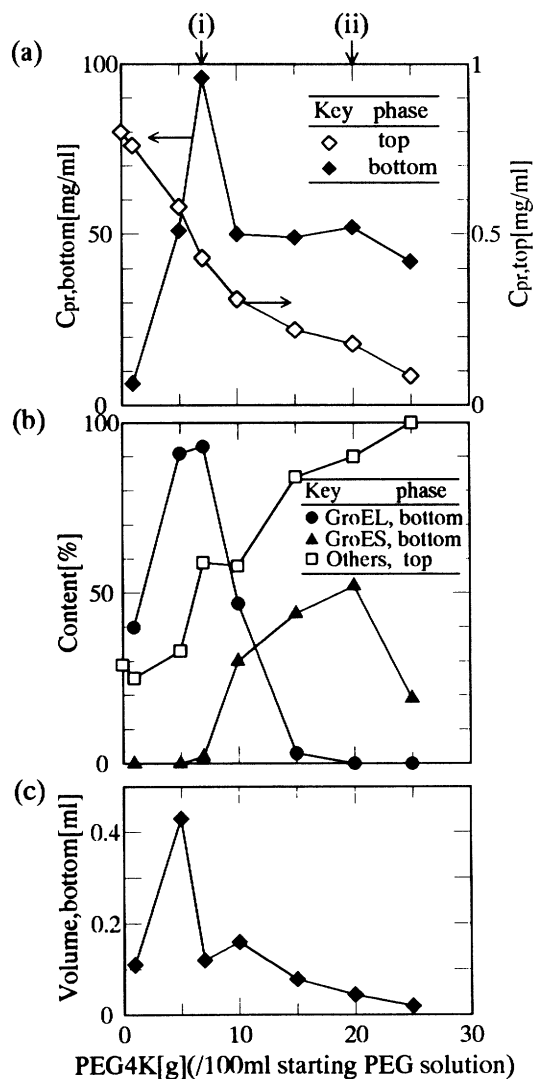 (i) (ii)
(a)
100 1
Key phase
top
bottom
Cpr,bottom[mg/ml]
50 0.5
Cpr,top[mg/ml]
0 0
(b)
100
Key phase
GroEL, bottom
GroES, bottom
Others, top
Content[%]
50
0
(c)
0.4
Volume,bottom[ml]
0.2
0
0 10 20 30
PEG4K[g](/100ml starting PEG solution)